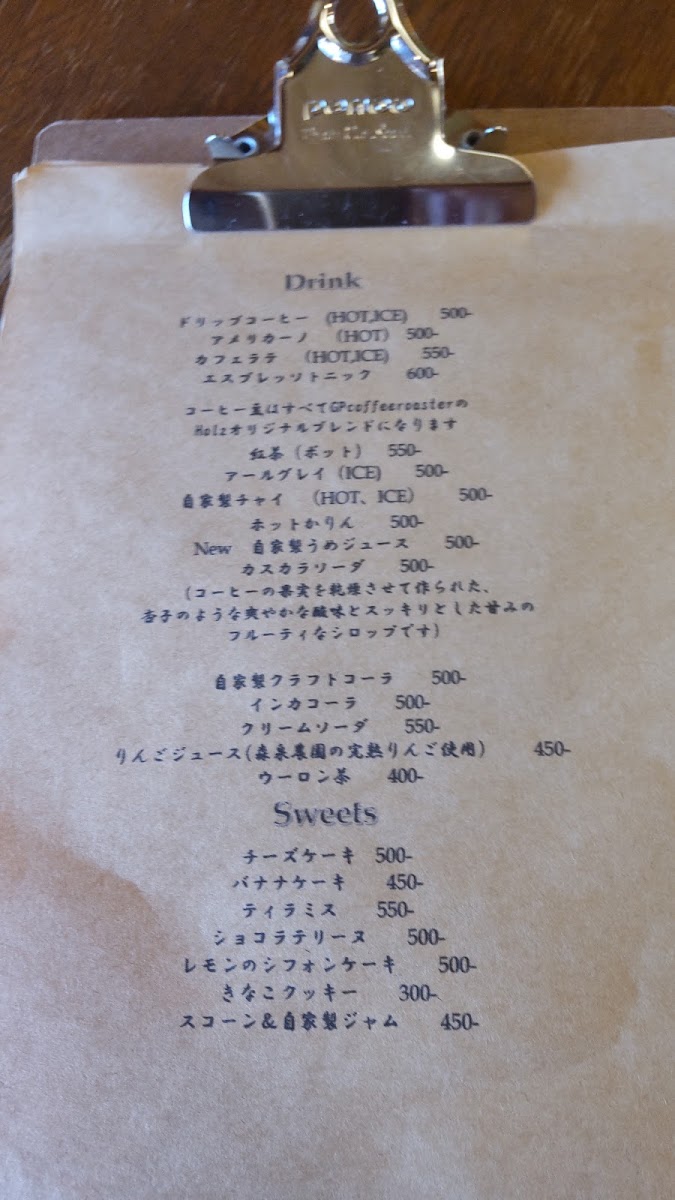 Penco
Drink
ドリップコーヒー (HOT,ICE) 500-
アメリカーノ (HOT) 500-
カフェラテ (HOT,ICE) 550-
エスプレッソトニック 600-
コーヒー豆はすべてGPcoffeeroasterの
Holzオリジナルブレンドになります
紅茶(ポット) 550-
アールグレイ(ICE) 500-
自家製チャイ (HOT、ICE) 500-
ホットかりん 500-
New 自家製うめジュース 500-
カスカラソーダ 500-
(コーヒーの果実を乾燥させて作られた、
杏子のような爽やかな酸味とスッキリとした甘みの
フルーティなシロップです)
自家製クラフトコーラ 500-
インカコーラ 500-
クリームソーダ 550-
りんごジュース(森泉農園の完熟りんご使用) 450-
ウーロン茶 400-
Sweets
チーズケーキ 500-
バナナケーキ 450-
ティラミス 550-
ショコラテリーヌ 500-
レモンのシフォンケーキ 500-
きなこクッキー 300-
スコーン&自家製ジャム 450-